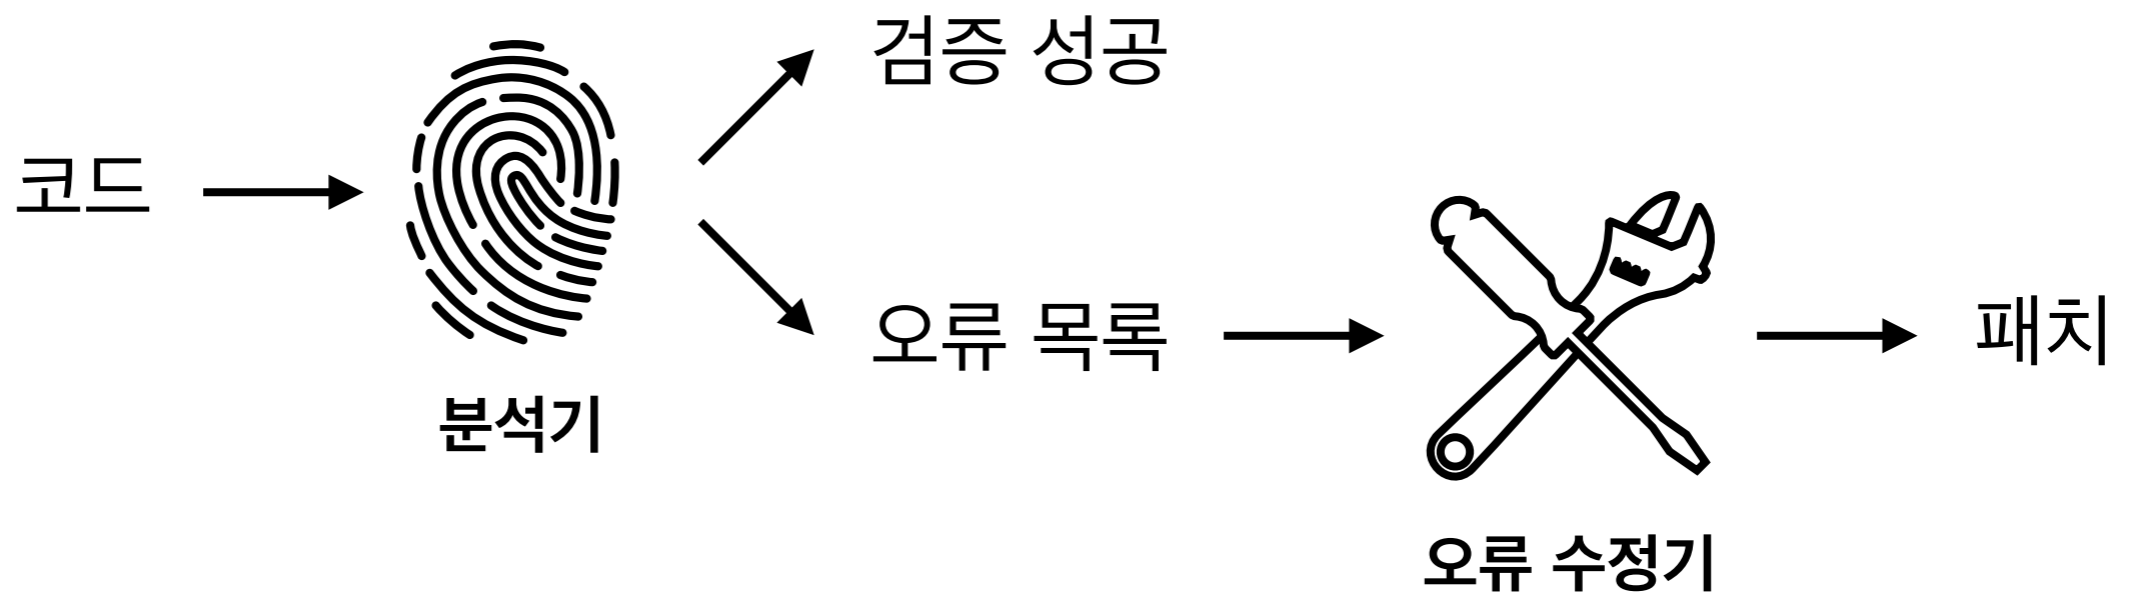 코드
분석기
검증 성공
오류 목록
오류 수정기
패치